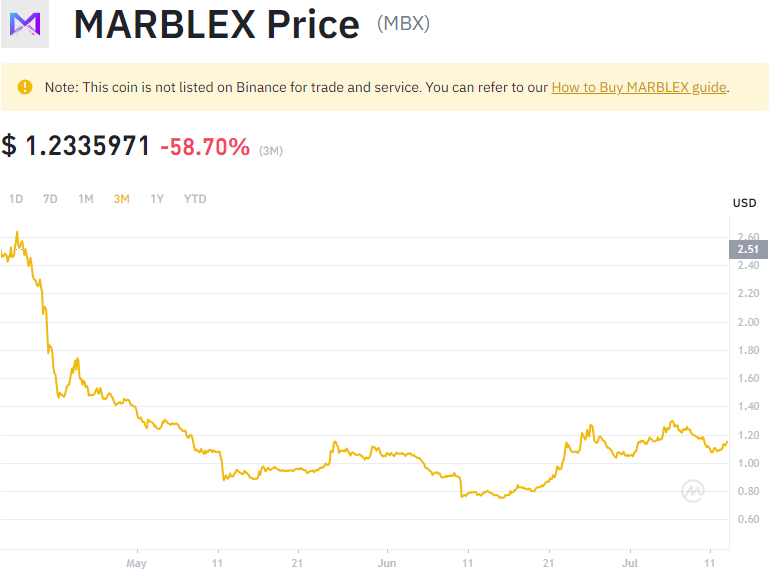 MARBLEX Price (MBX)
Note: This coin is not listed on Binance for trade and service. You can refer to our How to Buy MARBLEX guide.
$ 1.2335971 -58.70% (3M)
1D 7D 1M 3M 1Y YTD
USD
2.60
2.51
2.40
2.20
2.00
1.80
1.60
1.40
1.20
1.00
0.80
0.60
May 11 21 Jun 11 21 Jul 11